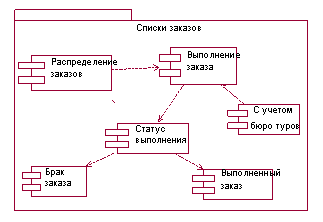 Списки заказов
Распределение
заказов
Выполнение
заказа
С учетом
бюро туров
Статус
выполнения
Брак
заказа
Выполненный
заказ